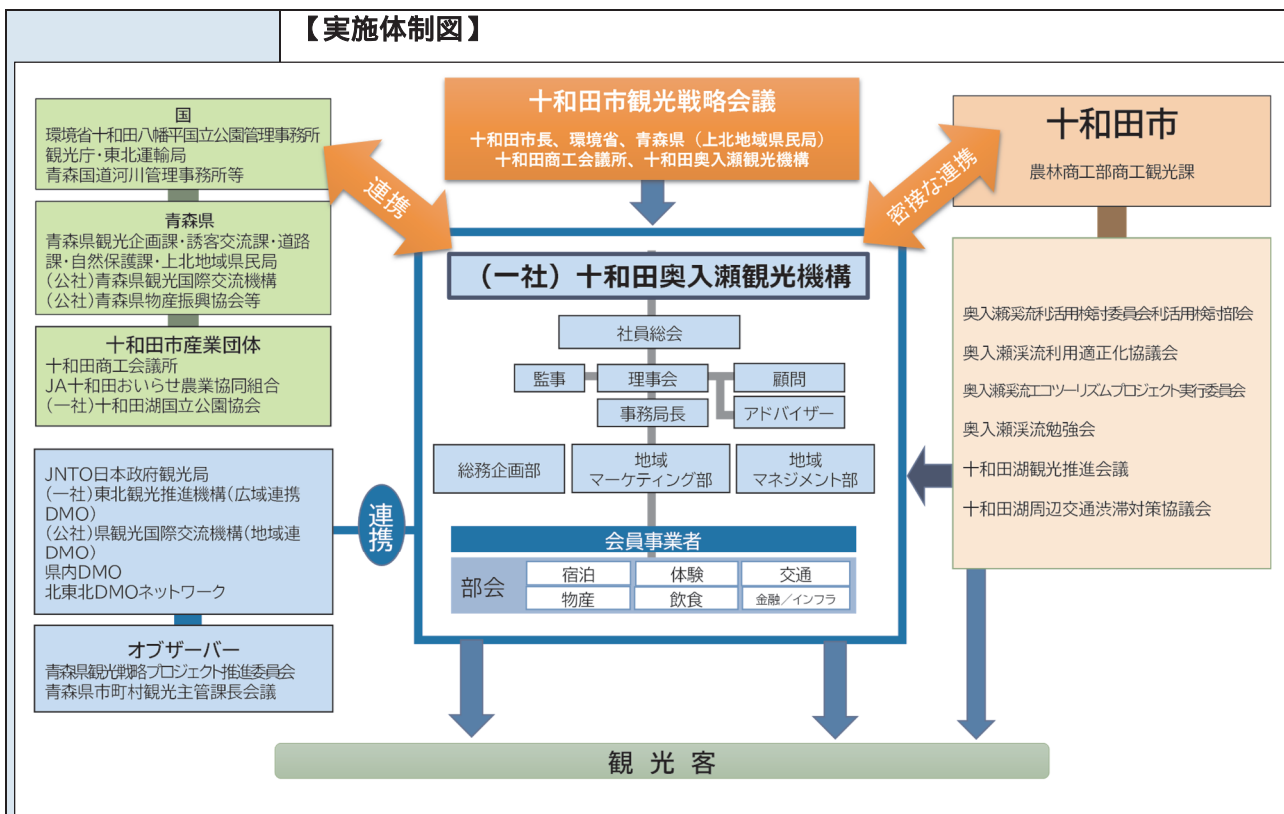 【実施体制図】
十和田市観光戦略会議
十和田市長、環境省、青森県（上北地域県民局）
十和田商工会議所、十和田奥入瀬観光機構
国
環境省十和田八幡平国立公園管理事務所
観光庁・東北運輸局
青森国道河川管理事務所等
青森県
青森県観光企画課・誘客交流課・道路
課・自然保護課・上北地域県民局
(公社)青森県観光国際交流機構
(公社)青森県物産振興協会等
十和田市産業団体
十和田商工会議所
JA十和田おいらせ農業協同組合
(一社)十和田湖国立公園協会
JNTO日本政府観光局
(一社)東北観光推進機構(広域連携
DMO)
(公社)県観光国際交流機構(地域連
DMO)
県内DMO
北東北DMOネットワーク
オブザーバー
青森県観光戦略プロジェクト推進委員会
青森県市町村観光主管課長会議
連携
連携
密接な連携
（一社）十和田奥入瀬観光機構
社員総会
監事
理事会
顧問
事務局長
アドバイザー
総務企画部
地域
マーケティング部
地域
マネジメント部
会員事業者
部会
宿泊
体験
交通
物産
飲食
金融／インフラ
十和田市
農林商工部商工観光課
奥入瀬渓流利活用検討委員会利活用検討部会
奥入瀬渓流利用適正化協議会
奥入瀬渓流エコツーリズムプロジェクト実行委員会
奥入瀬渓流勉強会
十和田湖観光推進会議
十和田湖周辺交通渋滞対策協議会
観光客